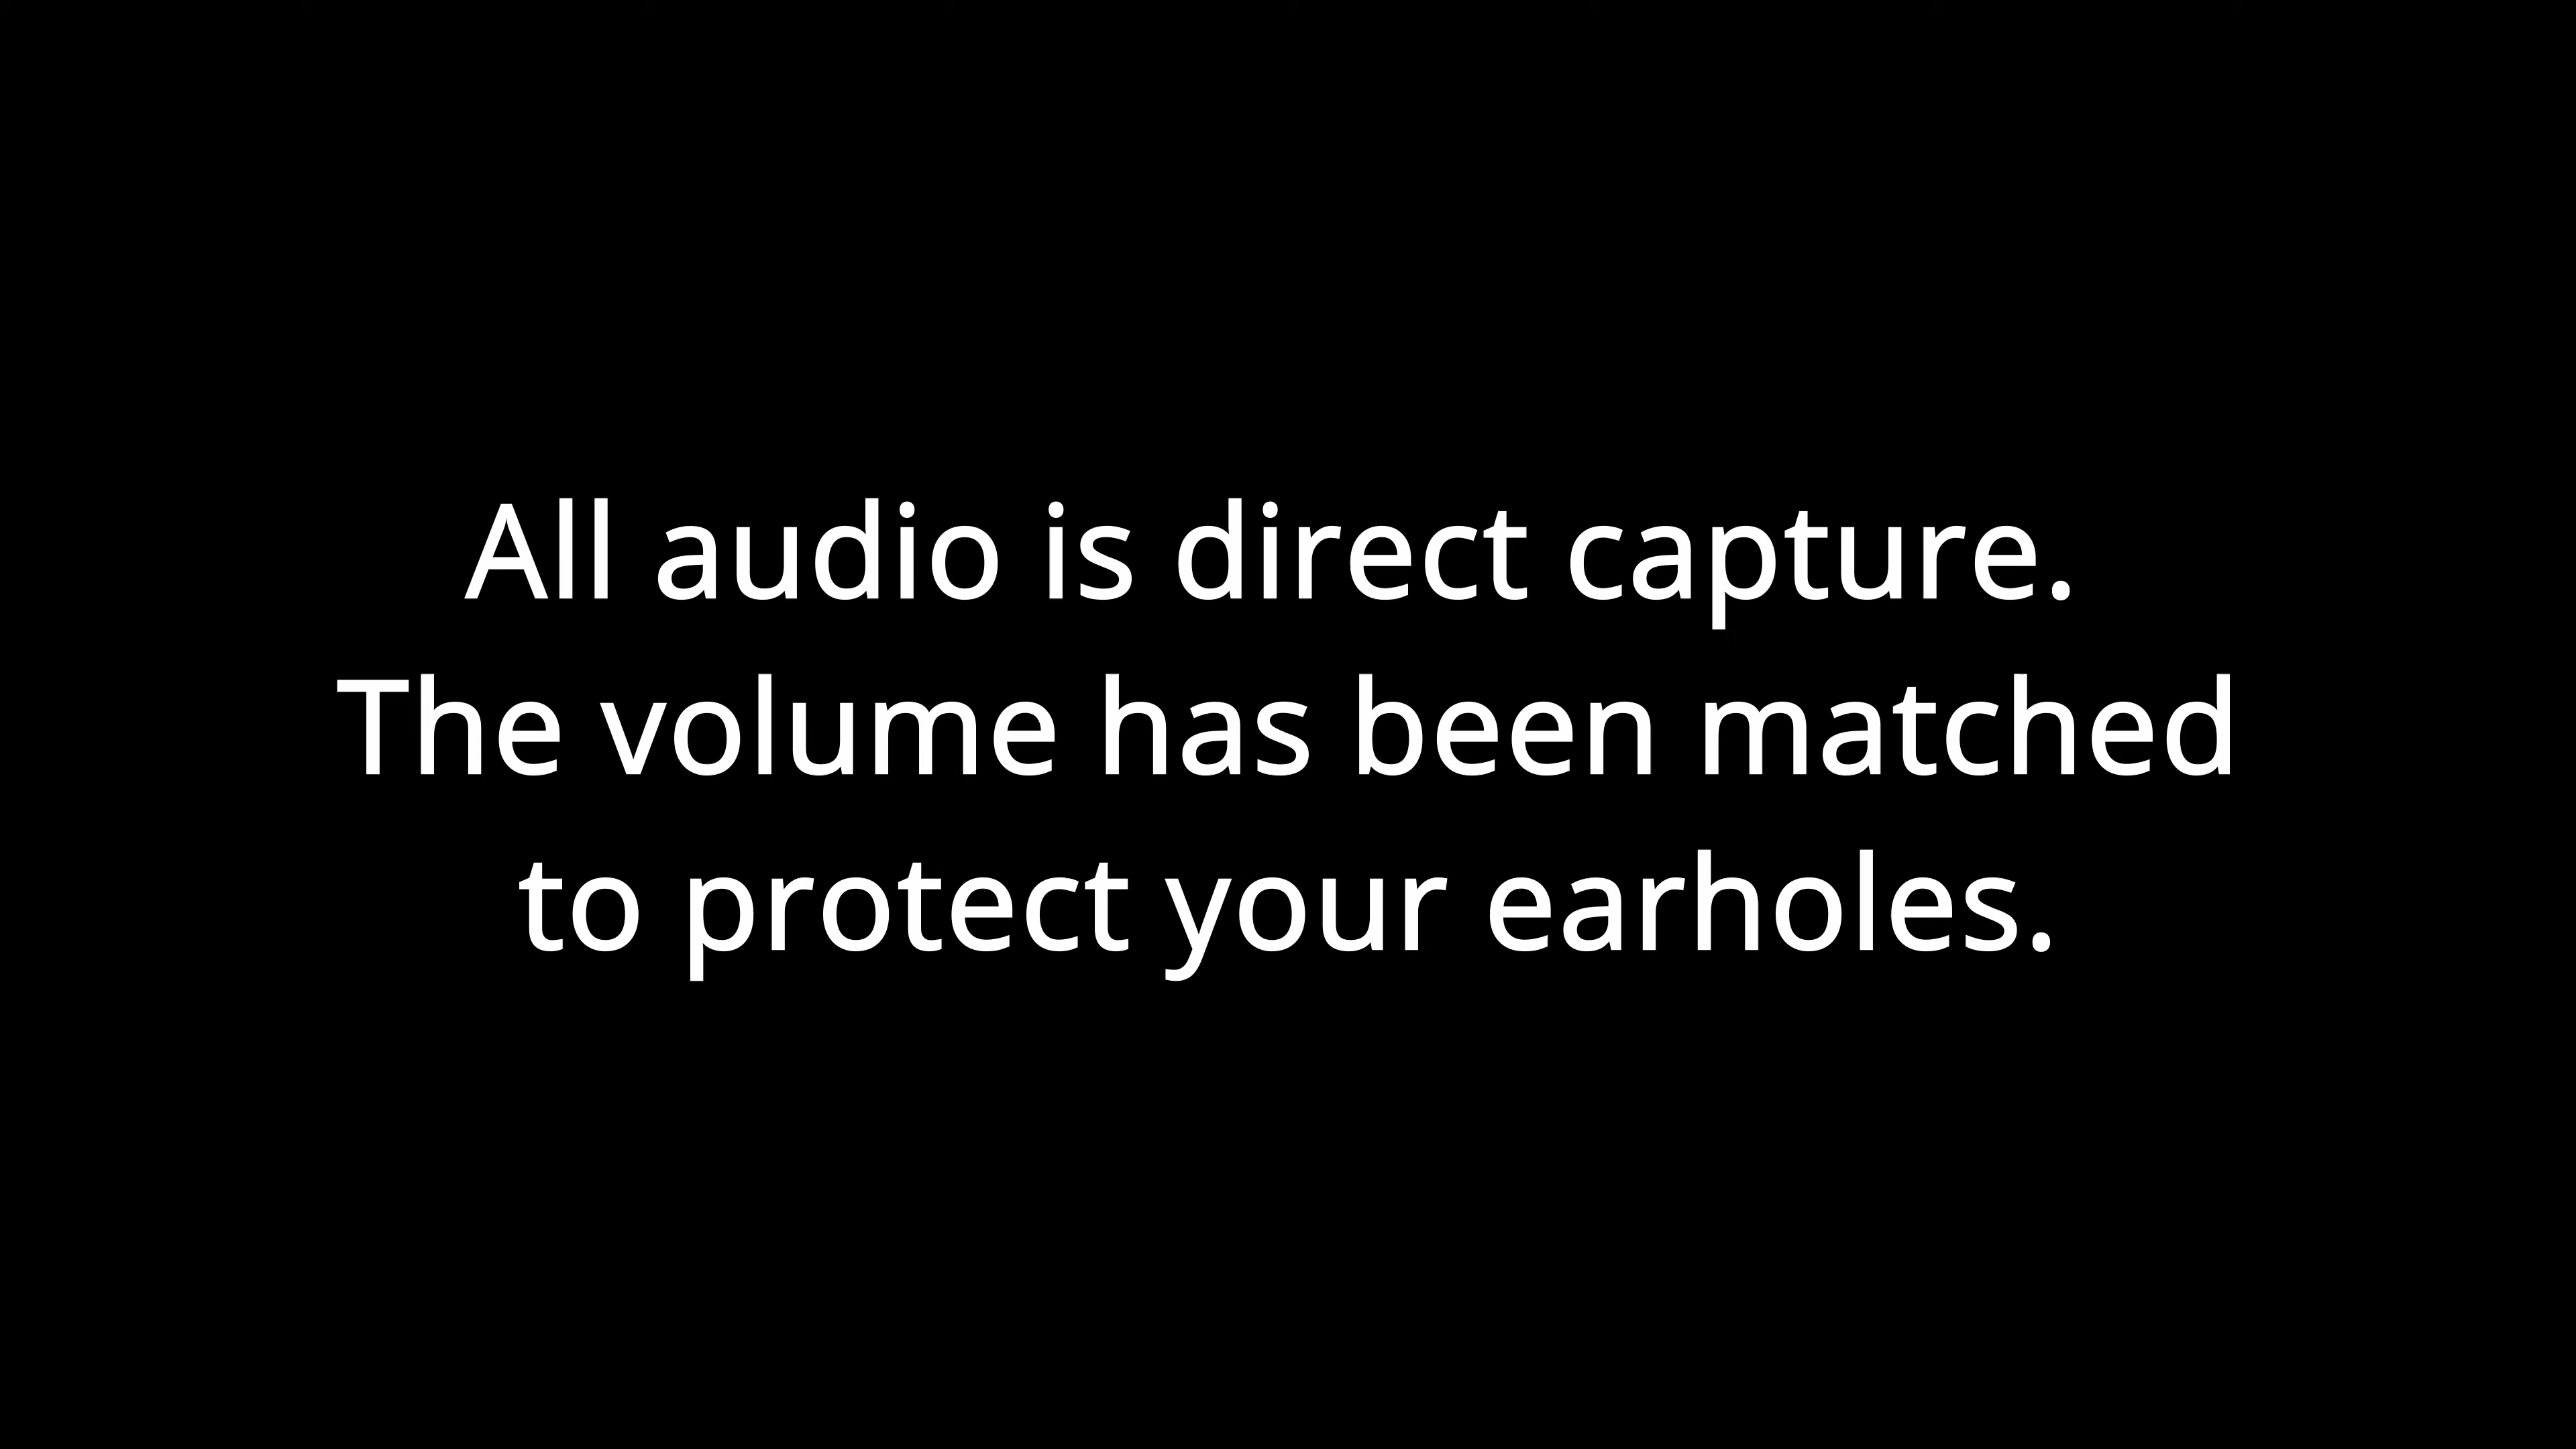 All audio is direct capture.
The volume has been matched
to protect your earholes.